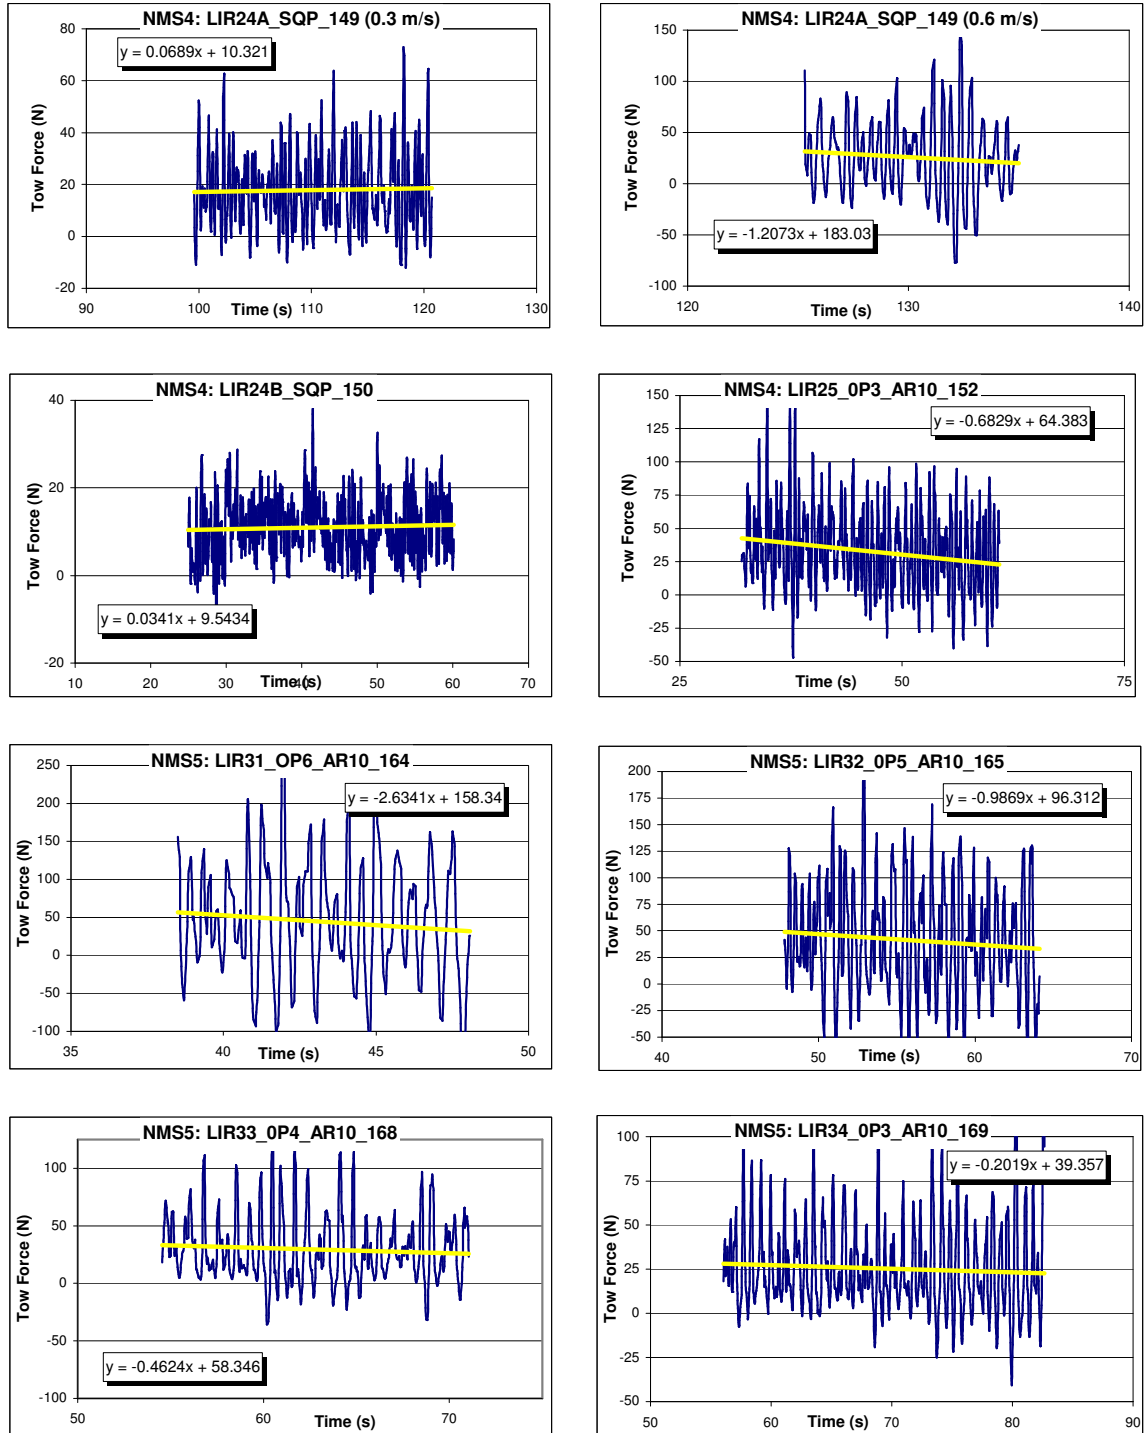 NMS4: LIR24A_SQP_149 (0.3 m/s)
y = 0.0689x + 10.321
Tow Force (N)
80
60
40
20
0
-20
90
100
110
120
130
Time (s)
NMS4: LIR24A_SQP_149 (0.6 m/s)
y = -1.2073x + 183.03
Tow Force (N)
150
100
50
0
-50
-100
120
130
140
Time (s)
NMS4: LIR24B_SQP_150
y = 0.0341x + 9.5434
Tow Force (N)
40
20
0
-20
10
20
30
40
50
60
70
Time (s)
NMS4: LIR25_0P3_AR10_152
y = -0.6829x + 64.383
Tow Force (N)
150
125
100
75
50
25
0
-25
-50
25
50
75
Time (s)
NMS5: LIR31_OP6_AR10_164
y = -2.6341x + 158.34
Tow Force (N)
250
200
150
100
50
0
-50
-100
35
40
45
50
Time (s)
NMS5: LIR32_0P5_AR10_165
y = -0.9869x + 96.312
Tow Force (N)
200
175
150
125
100
75
50
25
0
-25
-50
40
50
60
70
Time (s)
NMS5: LIR33_0P4_AR10_168
y = -0.4624x + 58.346
Tow Force (N)
100
50
0
-50
-100
50
60
70
Time (s)
NMS5: LIR34_0P3_AR10_169
y = -0.2019x + 39.357
Tow Force (N)
100
75
50
25
0
-25
-50
50
60
70
80
90
Time (s)